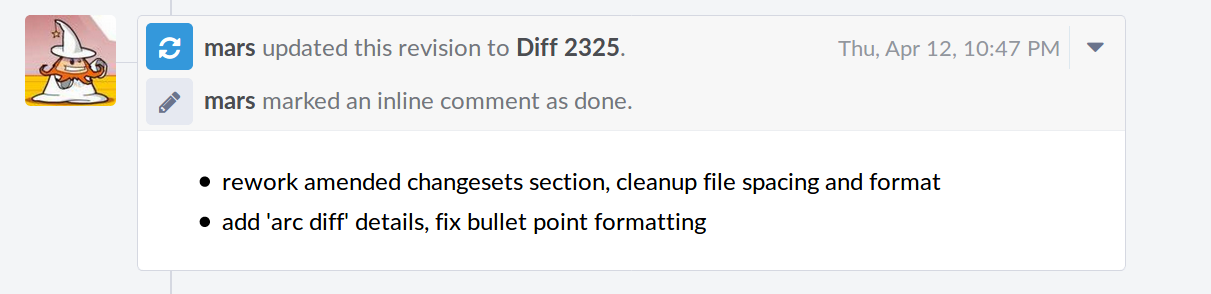 mars updated this revision to Diff 2325. Thu, Apr 12, 10:47 PM
mars marked an inline comment as done.
• rework amended changesets section, cleanup file spacing and format
• add 'arc diff' details, fix bullet point formatting